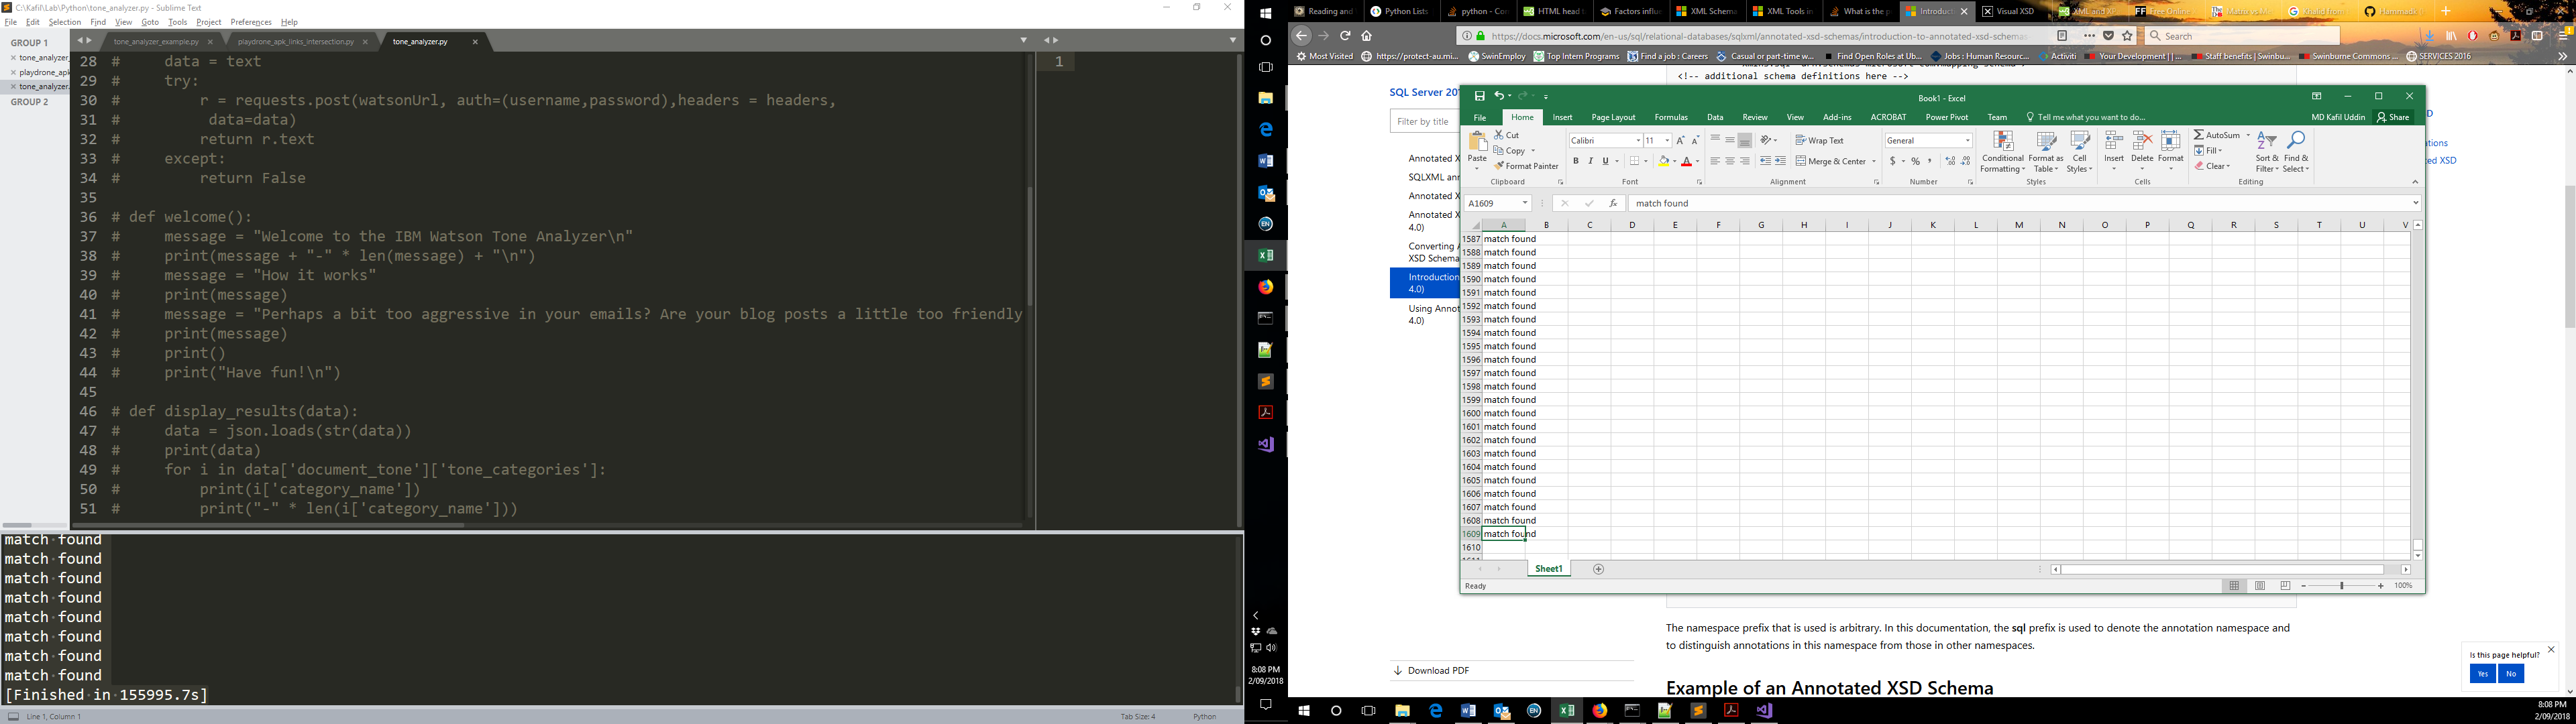 C:\Kafil\Lab\Python\tone_analyzer.py - Sublime Text
File Edit Selection Find View Goto Tools Project Preferences Help
GROUP 1
tone_analyzer
playdrone_apk
tone_analyzer.
GROUP 2
tone_analyzer_example.py
playdrone_apk_links_intersection.py
tone_analyzer.py
28 # data = text
29 # try:
30 # r = requests.post(watsonUrl, auth=(username,password),headers = headers,
31 # data=data)
32 # return r.text
33 # except:
34 # return False
35
36 # def welcome():
37 # message = "Welcome to the IBM Watson Tone Analyzer\n"
38 # print(message + "-" * len(message) + "\n")
39 # message = "How it works"
40 # print(message)
41 # message = "Perhaps a bit too aggressive in your emails? Are your blog posts a little too friendly
42 # print(message)
43 # print()
44 # print("Have fun!\n")
45
46 # def display_results(data):
47 # data = json.loads(str(data))
48 # print(data)
49 # for i in data['document_tone']['tone_categories']:
50 # print(i['category_name'])
51 # print("-" * len(i['category_name']))
1
match found
match found
match found
match found
match found
match found
match found
match found
[Finished in 155995.7s]
Line 1, Column 1
Tab Size: 4
Python
8:08 PM
2/09/2018
Reading and
Python Lists
python - Co
HTML head
Factors influ
XML Schema
XML Tools in
What is the p
Introduct
Visual XSD
XML and XP
Free Online
Matrix vs M
Khalid from
Hammack
https://docs.microsoft.com/en-us/sql/relational-databases/sqlxml/annotated-xsd-schemas/introduction-to-annotated-xsd-schemas
Search
Most Visited
https://protect-au.mi...
SwinEmploy
Top Intern Programs
Find a job : Careers
Casual or part-time w...
Find Open Roles at Ub...
Jobs : Human Resourc...
Activiti
Your Development | |...
Staff benefits | Swinbu...
Swinburne Commons ...
SERVICES 2016
<!-- additional schema definitions here -->
SQL Server 201
Filter by title
Annotated X
SQLXML ann
Annotated X
Annotated X
4.0)
Converting A
XSD Schema
Introduction
4.0)
Using Annot
4.0)
Download PDF
ations
ed XSD
Book1 - Excel
File Home Insert Page Layout Formulas Data Review View Add-ins ACROBAT Power Pivot Team Tell me what you want to do...
MD Kafil Uddin
Share
Paste
Cut
Copy
Format Painter
Clipboard
Calibri
11
B I U
Font
Wrap Text
Merge & Center
Alignment
General
$ % ,
Number
Conditional Formatting
Format as Table
Cell Styles
Styles
Insert Delete Format
Cells
AutoSum
Fill
Clear
Sort & Filter
Find & Select
Editing
A1609
fx
match found
A B C D E F G H I J K L M N O P Q R S T U V
1587 match found
1588 match found
1589 match found
1590 match found
1591 match found
1592 match found
1593 match found
1594 match found
1595 match found
1596 match found
1597 match found
1598 match found
1599 match found
1600 match found
1601 match found
1602 match found
1603 match found
1604 match found
1605 match found
1606 match found
1607 match found
1608 match found
1609 match found
1610
Sheet1
Ready
100%
The namespace prefix that is used is arbitrary. In this documentation, the sql prefix is used to denote the annotation namespace and
to distinguish annotations in this namespace from those in other namespaces.
Example of an Annotated XSD Schema
Is this page helpful?
Yes No
8:08 PM
2/09/2018